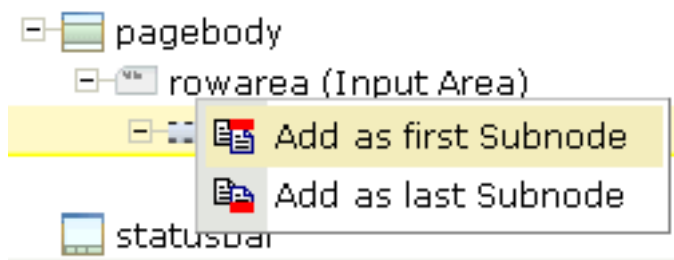 pagebody
rowarea (Input Area)
Add as first Subnode
Add as last Subnode
statusbar